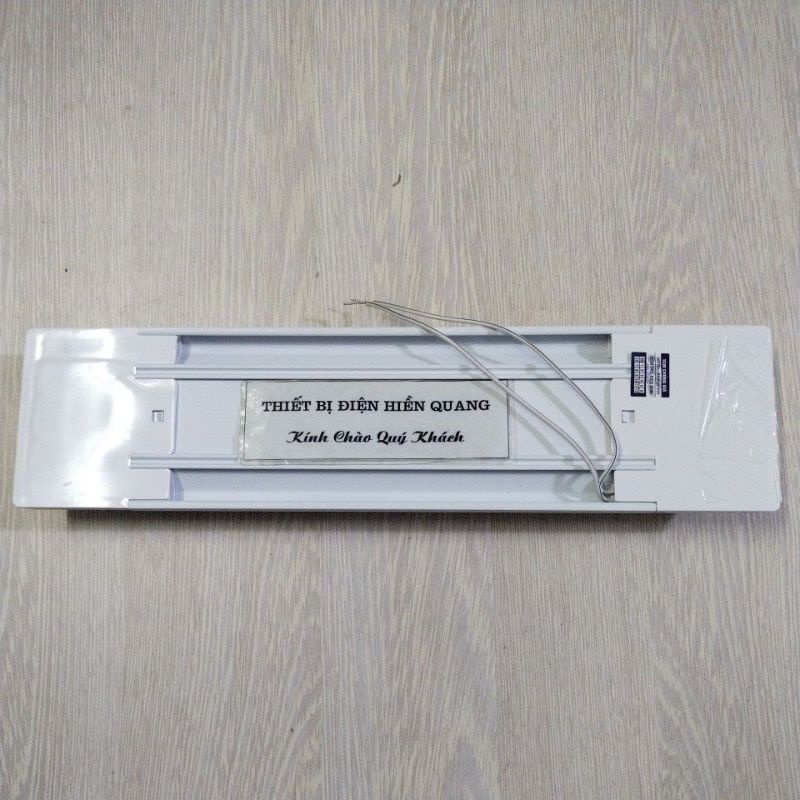 THIẾT BỊ ĐIỆN HIỀN QUANG
Kính Chào Quý Khách